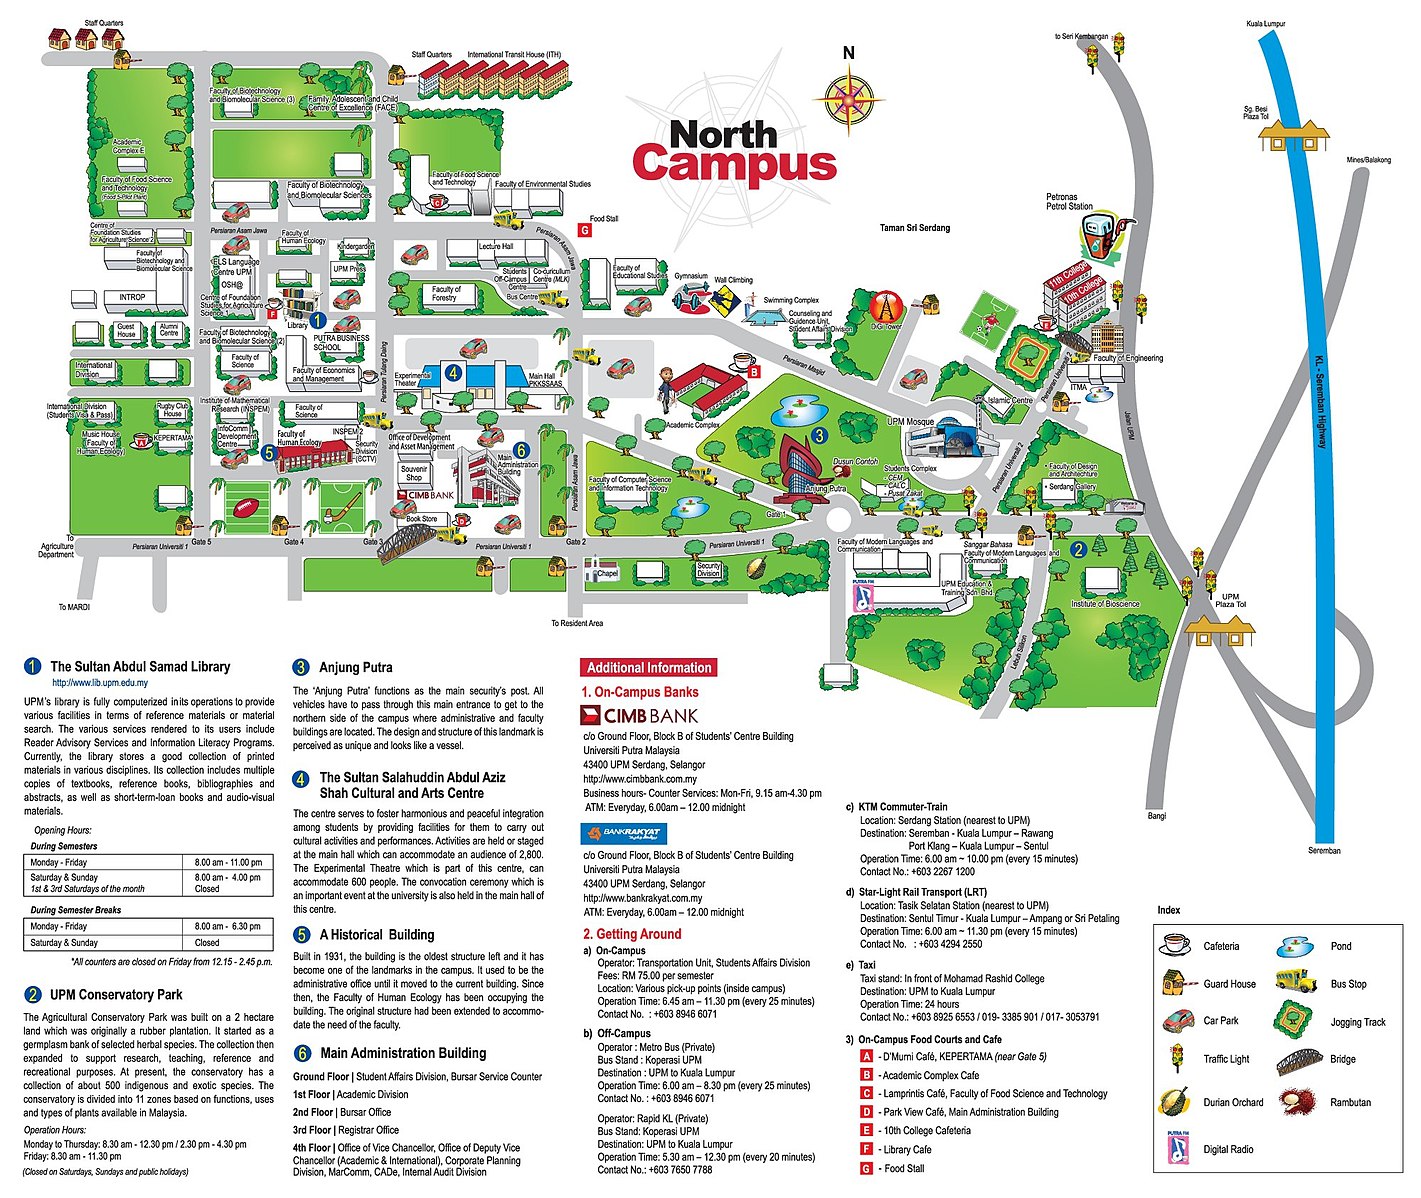 Staff Quarters
Staff Quarters
International Transit House (ITH)
N
to Seri Kembangan
Kuala Lumpur
Sg. Besi
Plaza Tol
Mines/Balakong
North
Campus
Faculty of Biotechnology
and Biomolecular Science (3)
Family, Adolescent and Child
Centre of Excellence (FACE)
Academic
Complex E
Faculty of Food Science
and Technology
(Food 5-Pilot Plant)
Faculty of Biotechnology
and Biomolecular Sciences
Faculty of Food Science
and Technology
C
Faculty of Environmental Studies
Food Stall
G
Petronas
Petrol Station
Taman Sri Serdang
Centre of
Foundation Studies
for Agriculture Science 2
Persiaran Asam Jawa
Faculty of
Human Ecology
Kindergarten
Lecture Hall
Persiaran Asam Jawa
Faculty of
Biotechnology and
Biomolecular Science
ELS Language
Centre UPM
OSH@
UPM Press
Students
Off-Campus
Centre
Co-curiculum
Centre (MLK)
Bus Centre
Faculty of
Educational Studies
Gymnasium
Wall Climbing
Swimming Complex
Counseling and
Guidence Unit,
Student AffairsDivision
DiGi Tower
11th College
10th College
E
INTROP
Centre of Foundation
Studies for Agriculture
Science 1
F
Library
1
Faculty of
Forestry
Guest
House
Alumni
Centre
Faculty of Biotechnology
and Biomolecular Science (2)
PUTRA BUSINESS
SCHOOL
Persiaran Tulang Daing
Persiaran Masjid
Persiaran Universiti 2
Faculty of Engineering
ITMA
International
Division
Faculty of
Science
Faculty of Economics
and Management
Experimental
Theater
4
Main Hall
PKKSSAAS
B
Academic Complex
International Division
(Students Visa & Pass)
Rugby Club
House
Institute of Mathematical
Research (INSPEM)
Faculty of
Science
Islamic Centre
Jalan UPM
KL - Seremban Highway
Music House
(Faculty of
Human Ecology)
A
KEPERTAMA
InfoComm
Development
Centre
5
Faculty of
Human Ecology
INSPEM 2
Security
Division
(CCTV)
Office of Development
and Asset Management
Souvenir
Shop
CIMB BANK
Book Store
D
Main
Administration
Building
6
Persiaran Asam Jawa
Faculty of Computer Science
and Information Technology
3
Dusun Contoh
Anjung Putra
UPM Mosque
Students Complex
- CEM
- CALC
- Pusat Zakat
Persiaran Universiti 2
• Faculty of Design
and Architechture
• Serdang Gallery
To
Agriculture
Department
Persiaran Universiti 1
Gate 5
Gate 4
Gate 3
Persiaran Universiti 1
Gate 2
Persiaran Universiti 1
Gate 1
Chapel
Security
Division
Faculty of Modern Languages and
Communication
Sanggar Bahasa
Faculty of Modern Languages and
Communication
2
PUTRA FM
UPM Education &
Training Sdn. Bhd.
Institute of Bioscience
UPM
Plaza Tol
To MARDI
To Resident Area
Lebuh Silikon
Bangi
Seremban
1 The Sultan Abdul Samad Library
http://www.lib.upm.edu.my
UPM's library is fully computerized in its operations to provide
various facilities in terms of reference materials or material
search. The various services rendered to its users include
Reader Advisory Services and Information Literacy Programs.
Currently, the library stores a good collection of printed
materials in various disciplines. Its collection includes multiple
copies of textbooks, reference books, bibliographies and
abstracts, as well as short-term-loan books and audio-visual
materials.
Opening Hours:
During Semesters
Monday - Friday 8.00 am - 11.00 pm
Saturday & Sunday 8.00 am - 4.00 pm
1st & 3rd Saturdays of the month Closed
During Semester Breaks
Monday - Friday 8.00 am - 6.30 pm
Saturday & Sunday Closed
*All counters are closed on Friday from 12.15 - 2.45 p.m.
2 UPM Conservatory Park
The Agricultural Conservatory Park was built on a 2 hectare
land which was originally a rubber plantation. It started as a
germplasm bank of selected herbal species. The collection then
expanded to support research, teaching, reference and
recreational purposes. At present, the conservatory has a
collection of about 500 indigenous and exotic species. The
conservatory is divided into 11 zones based on functions, uses
and types of plants available in Malaysia.
Operation Hours:
Monday to Thursday: 8.30 am - 12.30 pm / 2.30 pm - 4.30 pm
Friday: 8.30 am - 11.30 pm
(Closed on Saturdays, Sundays and public holidays)
3 Anjung Putra
The 'Anjung Putra' functions as the main security's post. All
vehicles have to pass through this main entrance to get to the
northern side of the campus where administrative and faculty
buildings are located. The design and structure of this landmark is
perceived as unique and looks like a vessel.
4 The Sultan Salahuddin Abdul Aziz
Shah Cultural and Arts Centre
The centre serves to foster harmonious and peaceful integration
among students by providing facilities for them to carry out
cultural activities and performances. Activities are held or staged
at the main hall which can accommodate an audience of 2,800.
The Experimental Theatre which is part of this centre, can
accommodate 600 people. The convocation ceremony which is
an important event at the university is also held in the main hall of
this centre.
5 A Historical Building
Built in 1931, the building is the oldest structure left and it has
become one of the landmarks in the campus. It used to be the
administrative office until it moved to the current building. Since
then, the Faculty of Human Ecology has been occupying the
building. The original structure had been extended to accommo-
date the need of the faculty.
6 Main Administration Building
Ground Floor | Student Affairs Division, Bursar Service Counter
1st Floor | Academic Division
2nd Floor | Bursar Office
3rd Floor | Registrar Office
4th Floor | Office of Vice Chancellor, Office of Deputy Vice
Chancellor (Academic & International), Corporate Planning
Division, MarComm, CADe, Internal Audit Division
Additional Information
1. On-Campus Banks
CIMB BANK
c/o Ground Floor, Block B of Students' Centre Building
Universiti Putra Malaysia
43400 UPM Serdang, Selangor
http://www.cimbbank.com.my
Business hours- Counter Services: Mon-Fri, 9.15 am-4.30 pm
ATM: Everyday, 6.00am – 12.00 midnight
BANKRAKYAT
c/o Ground Floor, Block B of Students' Centre Building
Universiti Putra Malaysia
43400 UPM Serdang, Selangor
http://www.bankrakyat.com.my
ATM: Everyday, 6.00am – 12.00 midnight
2. Getting Around
a) On-Campus
Operator: Transportation Unit, Students Affairs Division
Fees: RM 75.00 per semester
Location: Various pick-up points (inside campus)
Operation Time: 6.45 am – 11.30 pm (every 25 minutes)
Contact No. : +603 8946 6071
b) Off-Campus
Operator : Metro Bus (Private)
Bus Stand : Koperasi UPM
Destination : UPM to Kuala Lumpur
Operation Time: 6.00 am – 8.30 pm (every 25 minutes)
Contact No. : +603 8946 6071
Operator: Rapid KL (Private)
Bus Stand: Koperasi UPM
Destination: UPM to Kuala Lumpur
Operation Time: 5.30 am – 12.30 pm (every 20 minutes)
Contact No. : +603 7650 7788
c) KTM Commuter-Train
Location: Serdang Station (nearest to UPM)
Destination: Seremban - Kuala Lumpur – Rawang
Port Klang – Kuala Lumpur – Sentul
Operation Time: 6.00 am ~ 10.00 pm (every 15 minutes)
Contact No.: +603 2267 1200
d) Star-Light Rail Transport (LRT)
Location: Tasik Selatan Station (nearest to UPM)
Destination: Sentul Timur - Kuala Lumpur – Ampang or Sri Petaling
Operation Time: 6.00 am ~ 11.30 pm (every 15 minutes)
Contact No. : +603 4294 2550
e) Taxi
Taxi stand: In front of Mohamad Rashid College
Destination: UPM to Kuala Lumpur
Operation Time: 24 hours
Contact No.: +603 8925 6553 / 019- 3385 901 / 017- 3053791
3) On-Campus Food Courts and Cafe
A - D'Murni Café, KEPERTAMA (near Gate 5)
B - Academic Complex Cafe
C - Lamprintis Café, Faculty of Food Science and Technology
D - Park View Café, Main Administration Building
E - 10th College Cafeteria
F - Library Cafe
G - Food Stall
Index
Cafeteria
Pond
Guard House
Bus Stop
Car Park
Jogging Track
Traffic Light
Bridge
Durian Orchard
Rambutan
PUTRA FM
Digital Radio